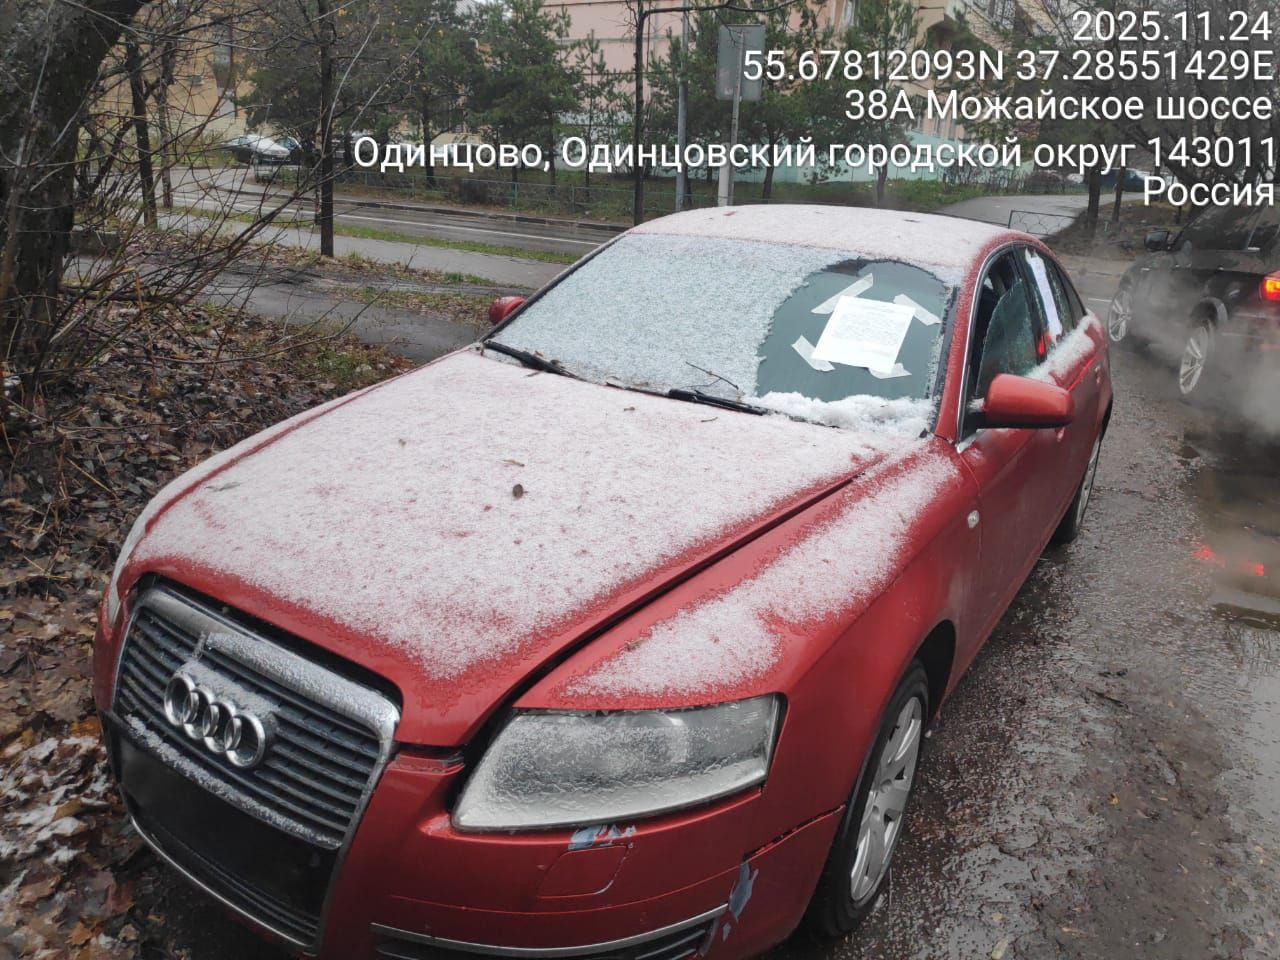 2025.11.24
55.67812093N 37.28551429E
38А Можайское шоссе
Одинцово, Одинцовский городской округ 143011
Россия